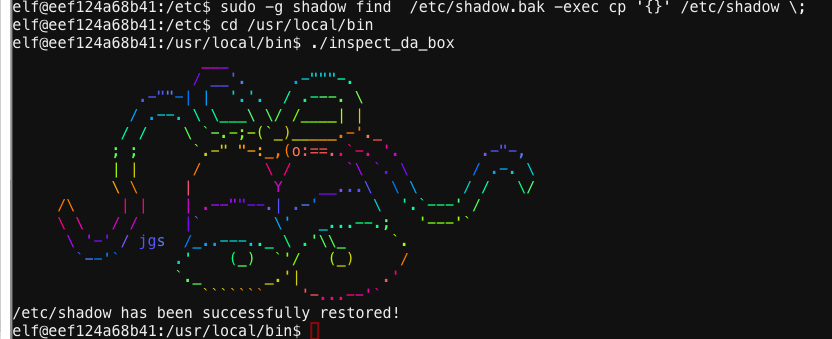 elf@eef124a68b41:/etc$ sudo -g shadow find  /etc/shadow.bak -exec cp '{}' /etc/shadow \;
elf@eef124a68b41:/etc$ cd /usr/local/bin
elf@eef124a68b41:/usr/local/bin$ ./inspect_da_box
jgs
/etc/shadow has been successfully restored!
elf@eef124a68b41:/usr/local/bin$